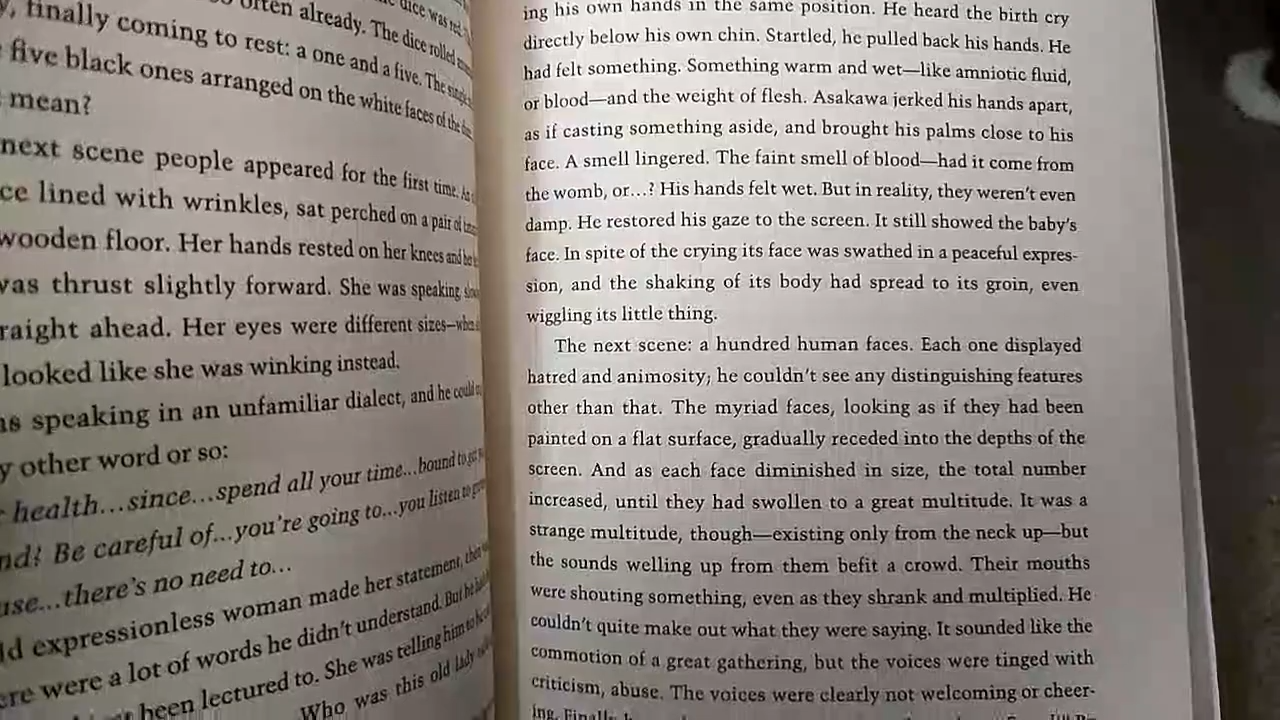 often already. The dice rolled
, finally coming to rest: a one and a five. The
five black ones arranged on the white faces of the
mean?
next scene people appeared for the first time.
ce lined with wrinkles, sat perched on a pair of
wooden floor. Her hands rested on her knees and
was thrust slightly forward. She was speaking
raight ahead. Her eyes were different sizes—when
looked like she was winking instead.
as speaking in an unfamiliar dialect, and he could
y other word or so:
health...since...spend all your time...bound to get
nd? Be careful of...you're going to...you listen to
use...there's no need to...
ld expressionless woman made her statement, then
ere were a lot of words he didn't understand. But he
been lectured to. She was telling him to
Who was this old lady
ing his own hands in the same position. He heard the birth cry
directly below his own chin. Startled, he pulled back his hands. He
had felt something. Something warm and wet—like amniotic fluid,
or blood—and the weight of flesh. Asakawa jerked his hands apart,
as if casting something aside, and brought his palms close to his
face. A smell lingered. The faint smell of blood—had it come from
the womb, or...? His hands felt wet. But in reality, they weren't even
damp. He restored his gaze to the screen. It still showed the baby's
face. In spite of the crying its face was swathed in a peaceful expres-
sion, and the shaking of its body had spread to its groin, even
wiggling its little thing.
The next scene: a hundred human faces. Each one displayed
hatred and animosity; he couldn't see any distinguishing features
other than that. The myriad faces, looking as if they had been
painted on a flat surface, gradually receded into the depths of the
screen. And as each face diminished in size, the total number
increased, until they had swollen to a great multitude. It was a
strange multitude, though—existing only from the neck up—but
the sounds welling up from them befit a crowd. Their mouths
were shouting something, even as they shrank and multiplied. He
couldn't quite make out what they were saying. It sounded like the
commotion of a great gathering, but the voices were tinged with
criticism, abuse. The voices were clearly not welcoming or cheer-
ing. Finally